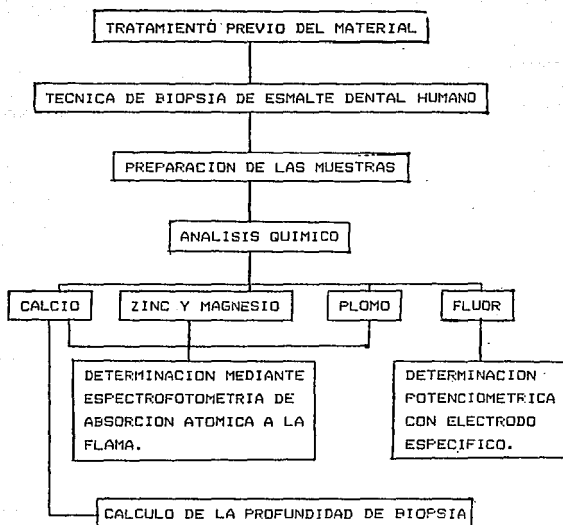 TRATAMIENTO PREVIO DEL MATERIAL
TECNICA DE BIOPSIA DE ESMALTE DENTAL HUMANO
PREPARACION DE LAS MUESTRAS
ANALISIS QUIMICO
CALCIO
ZINC Y MAGNESIO
PLOMO
FLUOR
DETERMINACION MEDIANTE
ESPECTROFOTOMETRIA DE
ABSORCION ATOMICA A LA
FLAMA.
DETERMINACION
POTENCIOMETRICA
CON ELECTRODO
ESPECIFICO.
CALCULO DE LA PROFUNDIDAD DE BIOPSIA